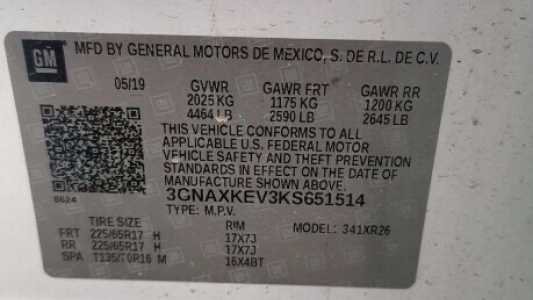 GM
MFD BY GENERAL MOTORS DE MEXICO, S. DE R.L. DE C.V.
05/19 GVWR GAWR FRT GAWR RR
2025 KG 1175 KG 1200 KG
4464 LB 2590 LB 2645 LB
THIS VEHICLE CONFORMS TO ALL
APPLICABLE U.S. FEDERAL MOTOR
VEHICLE SAFETY AND THEFT PREVENTION
STANDARDS IN EFFECT ON THE DATE OF
MANUFACTURE SHOWN ABOVE.
3GNAXKEV3KS651514
8624
TYPE: M.P.V. MODEL: 341XR26
TIRE SIZE RIM
FRT 225/65R17 H 17X7J
RR 225/65R17 H 17X7J
SPA T135/70R16 M 16X4BT